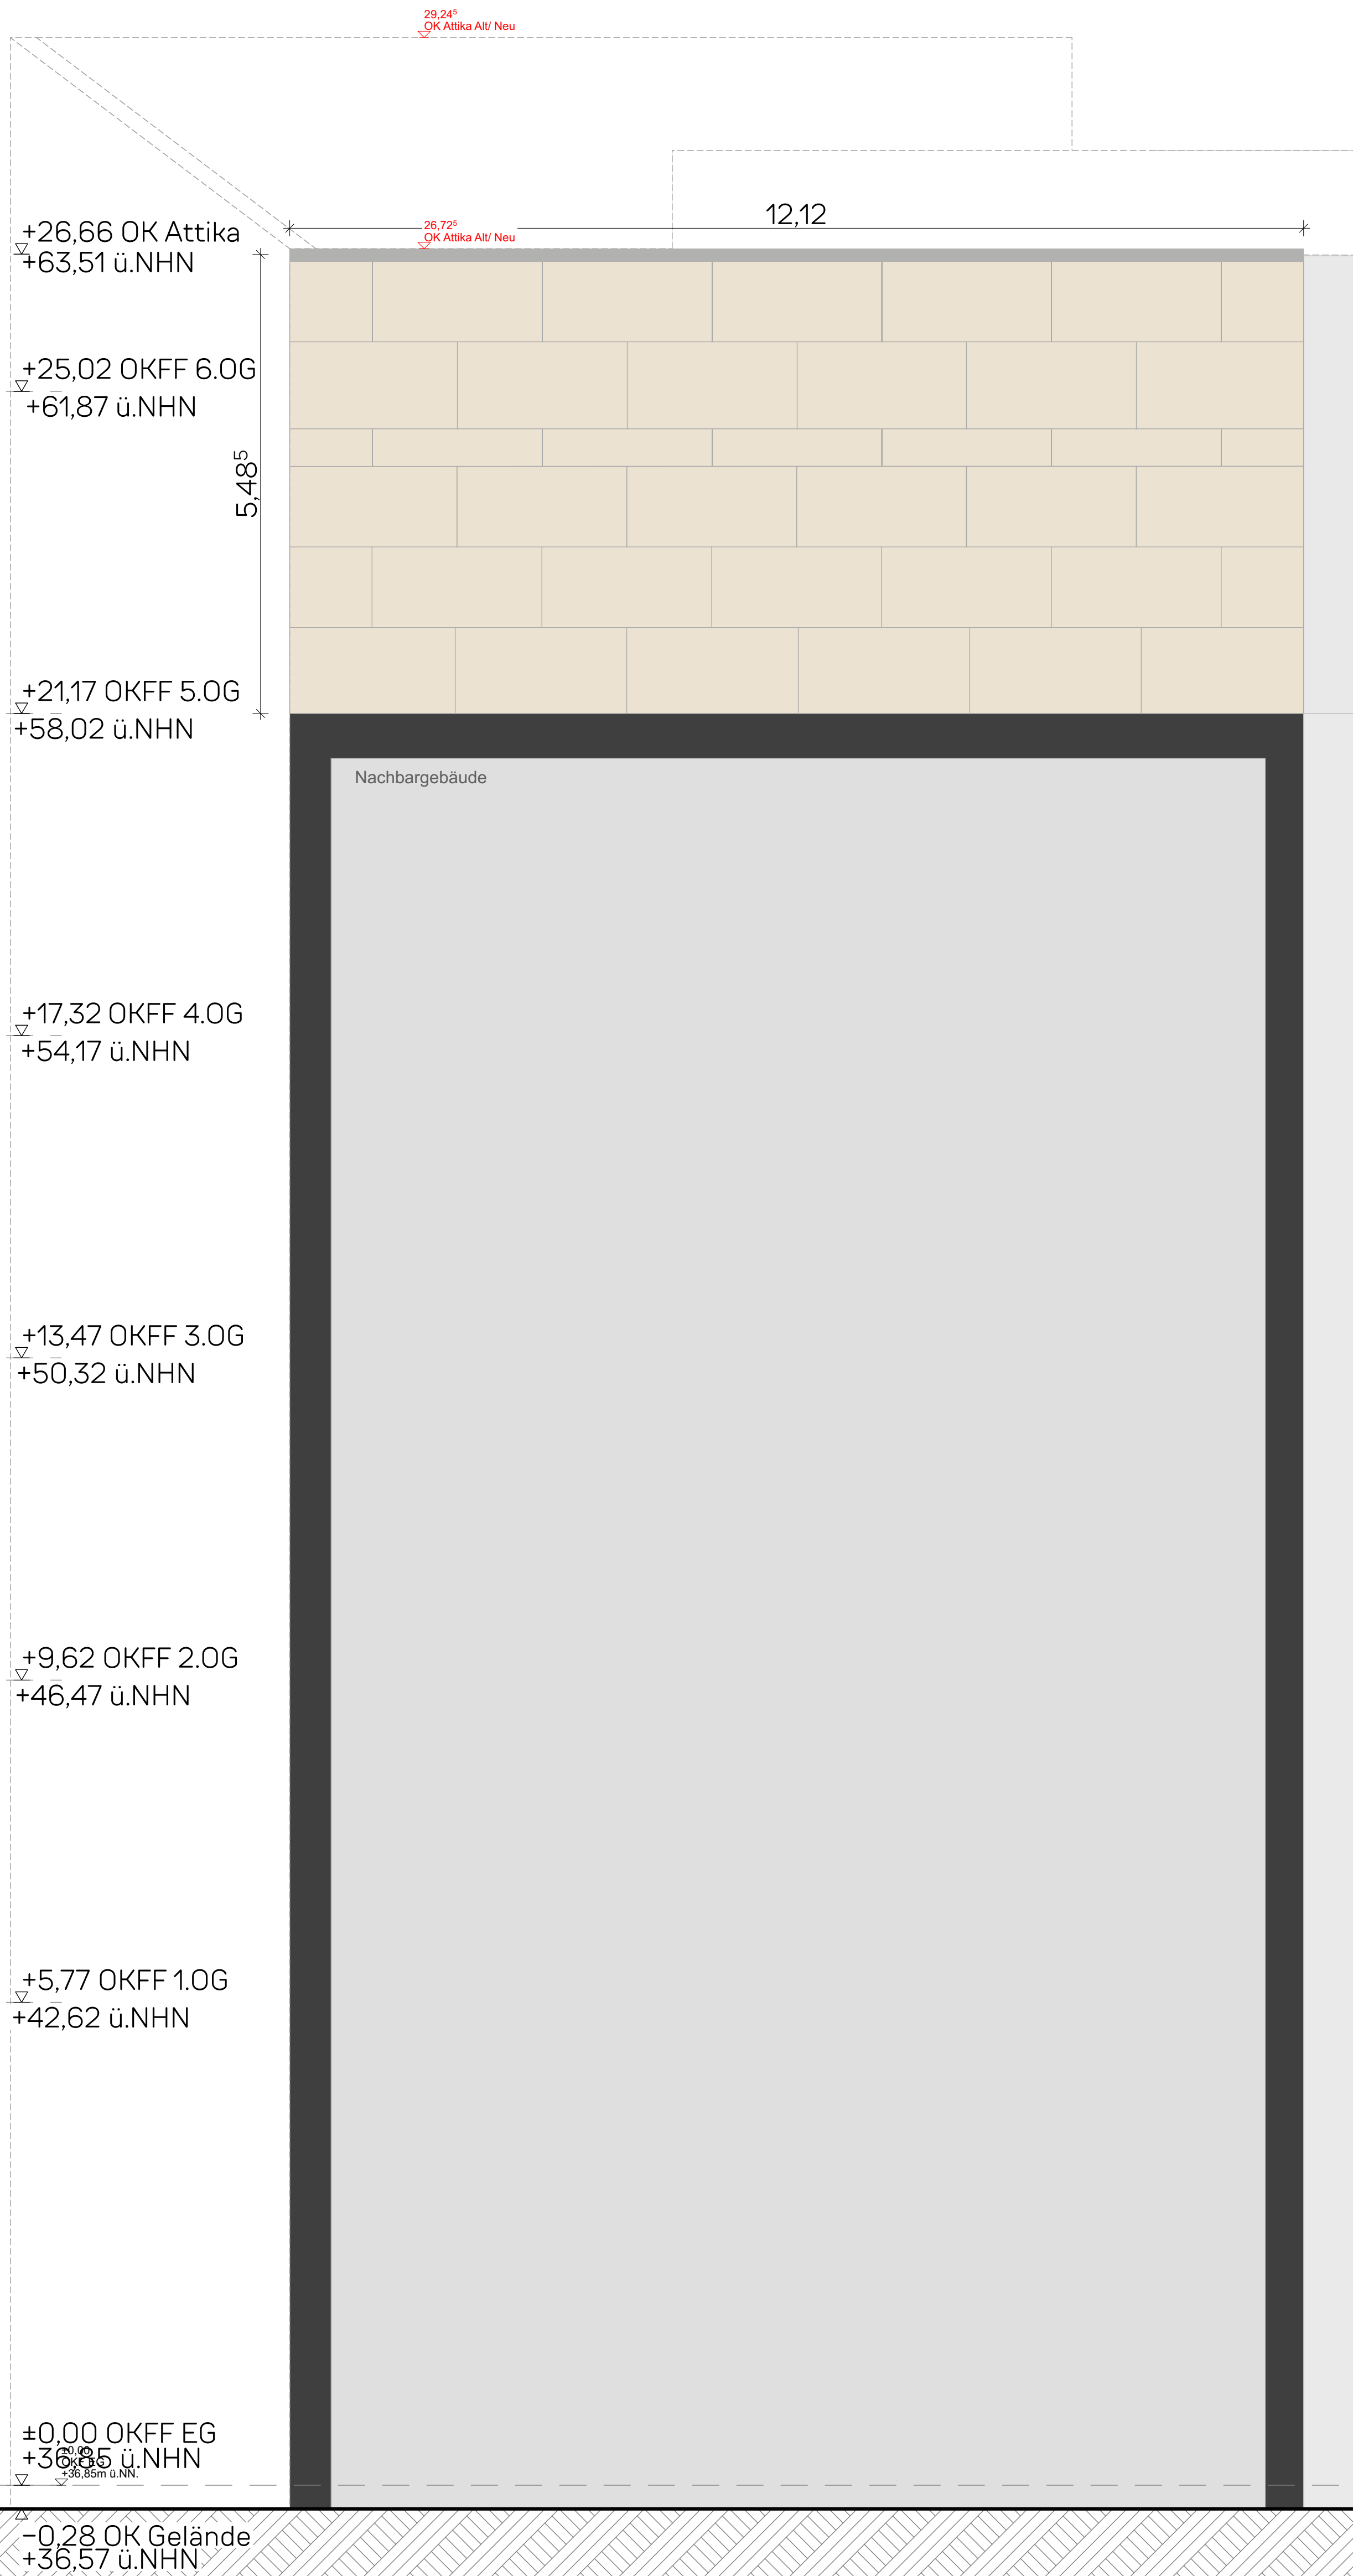 29,24⁵
OK Attika Alt/ Neu
12,12
26,72⁵
OK Attika Alt/ Neu
+26,66 OK Attika
+63,51 ü.NHN
+25,02 OKFF 6.OG
+61,87 ü.NHN
5,48⁵
+21,17 OKFF 5.OG
+58,02 ü.NHN
Nachbargebäude
+17,32 OKFF 4.OG
+54,17 ü.NHN
+13,47 OKFF 3.OG
+50,32 ü.NHN
+9,62 OKFF 2.OG
+46,47 ü.NHN
+5,77 OKFF 1.OG
+42,62 ü.NHN
±0,00 OKFF EG
+36,85 ü.NHN
±0,00
OKF EG
+36,85m ü.NN.
−0,28 OK Gelände
+36,57 ü.NHN